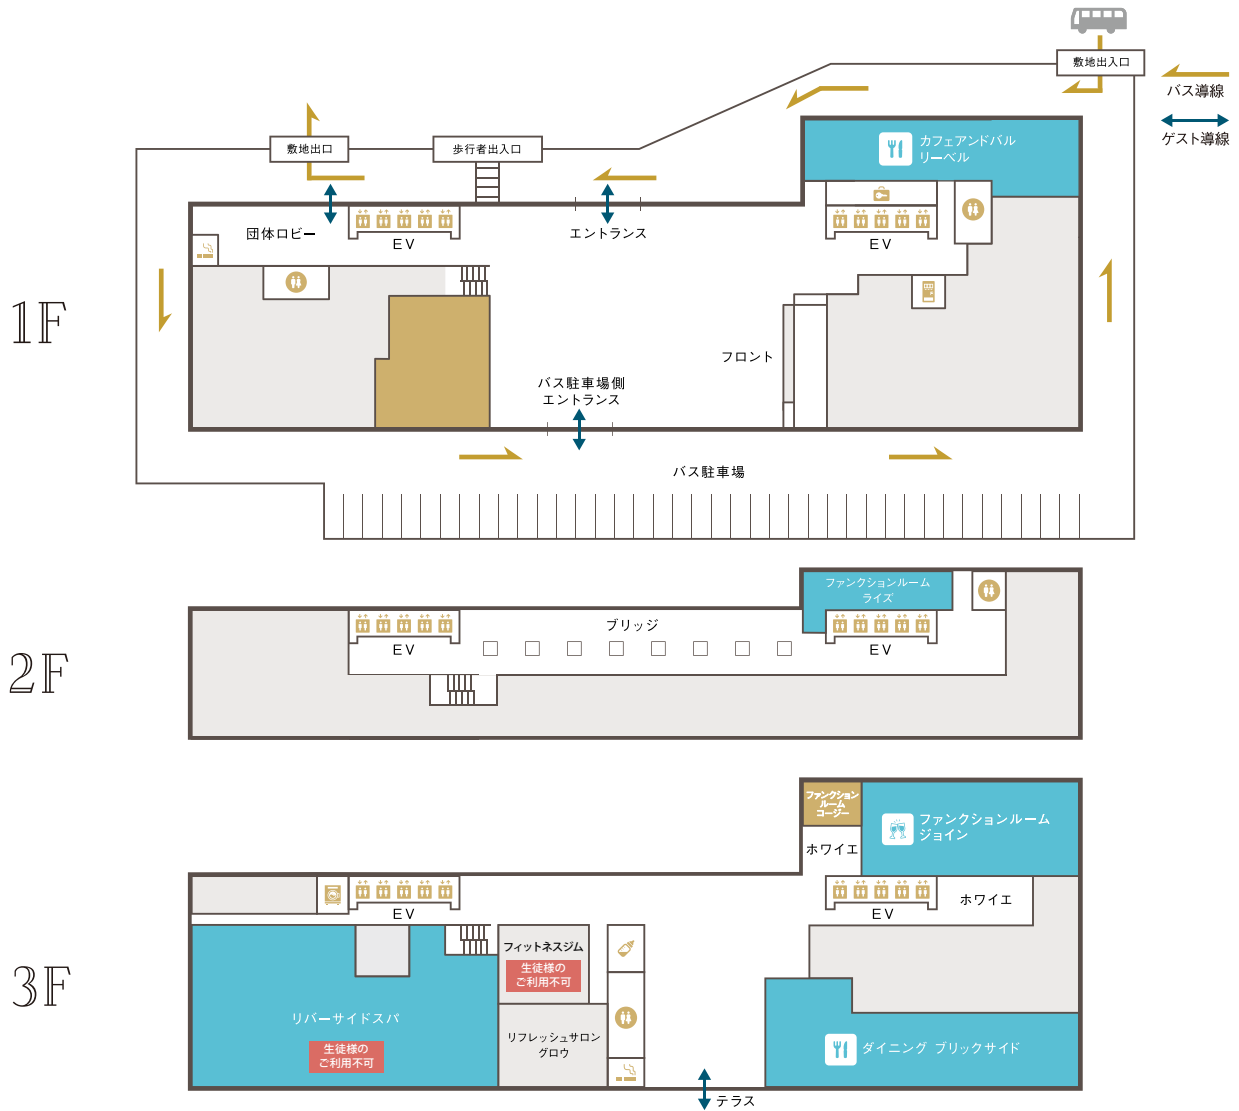 敷地出入口
バス導線
ゲスト導線
敷地出口
歩行者出入口
カフェアンドバル
リーベル
団体ロビー
EV
エントランス
EV
1F
フロント
バス駐車場側
エントランス
バス駐車場
ファンクションルーム
ライズ
ブリッジ
EV
EV
2F
ファンクション
ルーム
コージー
ファンクションルーム
ジョイン
ホワイエ
EV
EV
ホワイエ
フィットネスジム
生徒様の
ご利用不可
3F
リバーサイドスパ
生徒様の
ご利用不可
リフレッシュサロン
グロウ
ダイニング ブリックサイド
テラス